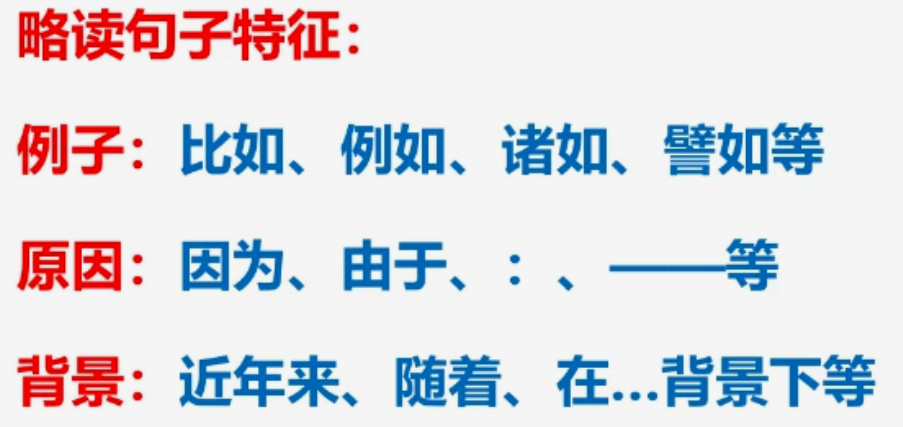 略读句子特征：
例子：比如、例如、诸如、譬如等
原因：因为、由于、：、——等
背景：近年来、随着、在…背景下等